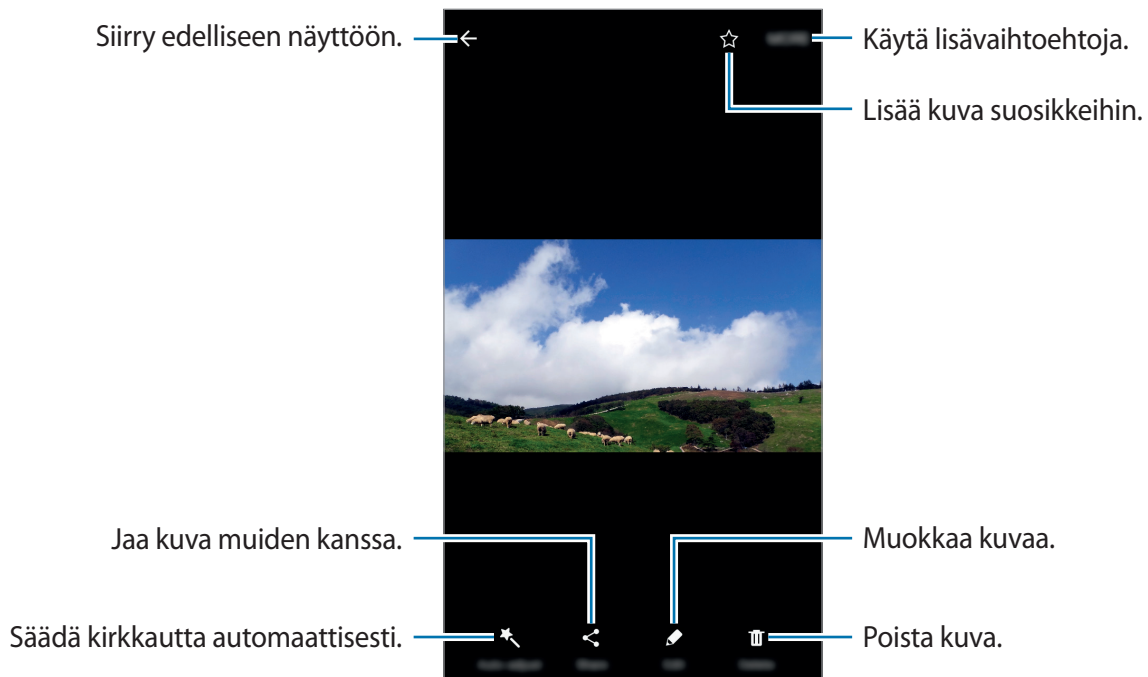 Siirry edelliseen näyttöön.
Käytä lisävaihtoehtoja.
Lisää kuva suosikkeihin.
Jaa kuva muiden kanssa.
Muokkaa kuvaa.
Säädä kirkkautta automaattisesti.
Poista kuva.